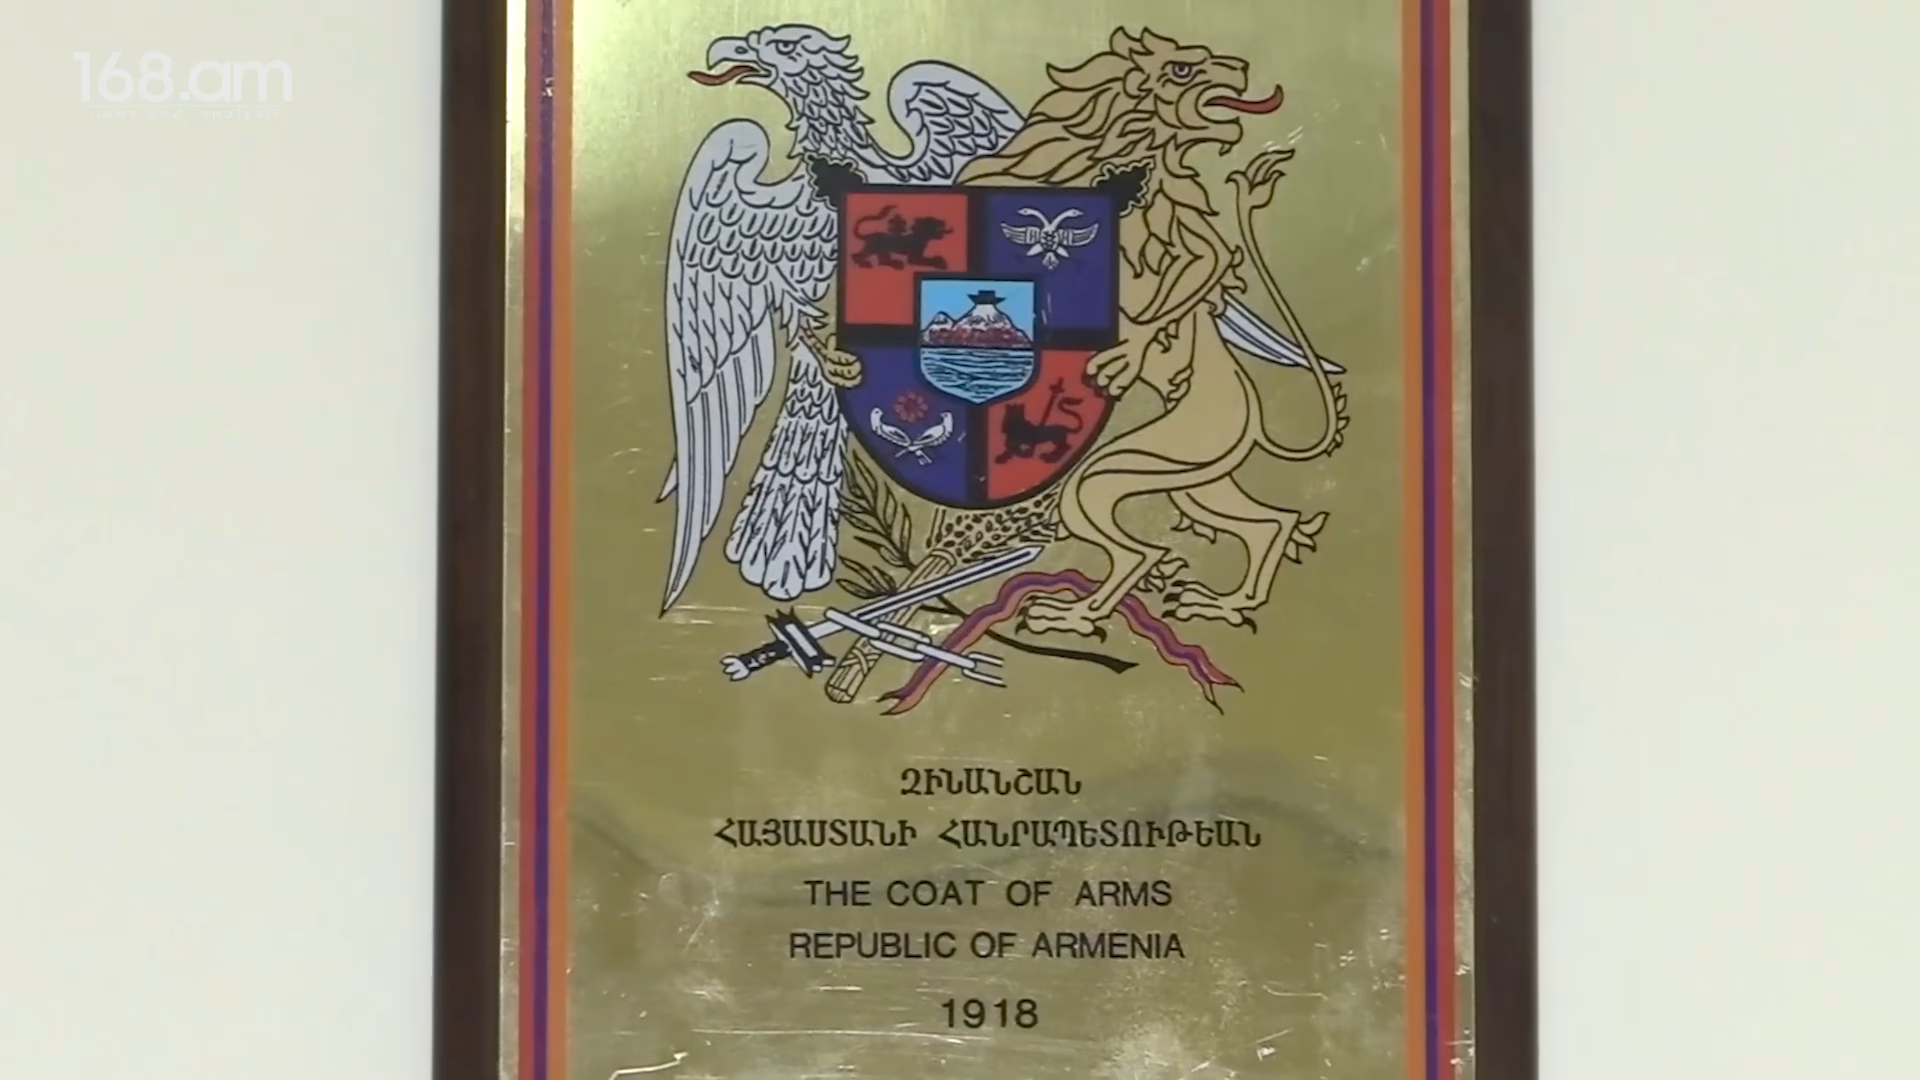 168.am
ԶԻՆԱՆՇԱՆ
ՀԱՅԱՍՏԱՆԻ ՀԱՆՐԱՊԵՏՈՒԹԵԱՆ
THE COAT OF ARMS
REPUBLIC OF ARMENIA
1918